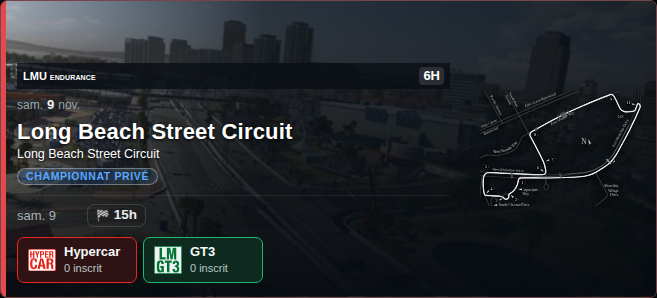 LMU ENDURANCE
6H
sam. 9 nov.
Long Beach Street Circuit
Long Beach Street Circuit
CHAMPIONNAT PRIVÉ
sam. 9
15h
HYPER
CAR
Hypercar
0 inscrit
LM
GT3
GT3
0 inscrit
N